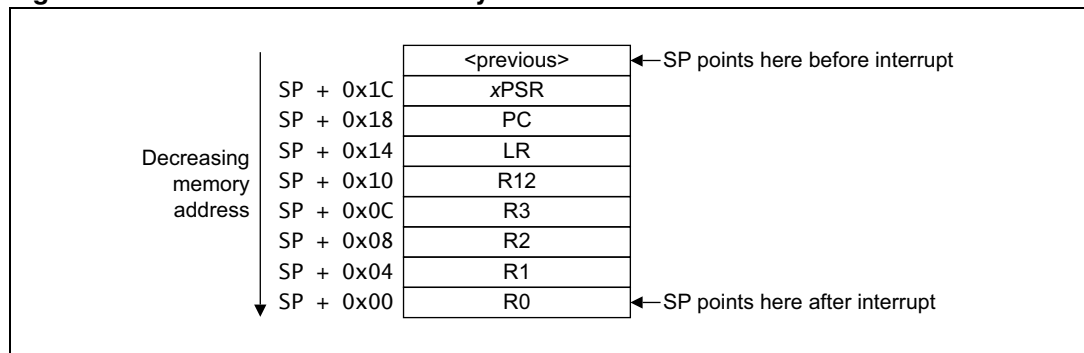 <previous> SP points here before interrupt
SP + 0x1C xPSR
SP + 0x18 PC
SP + 0x14 LR
Decreasing
memory
address
SP + 0x10 R12
SP + 0x0C R3
SP + 0x08 R2
SP + 0x04 R1
SP + 0x00 R0 SP points here after interrupt